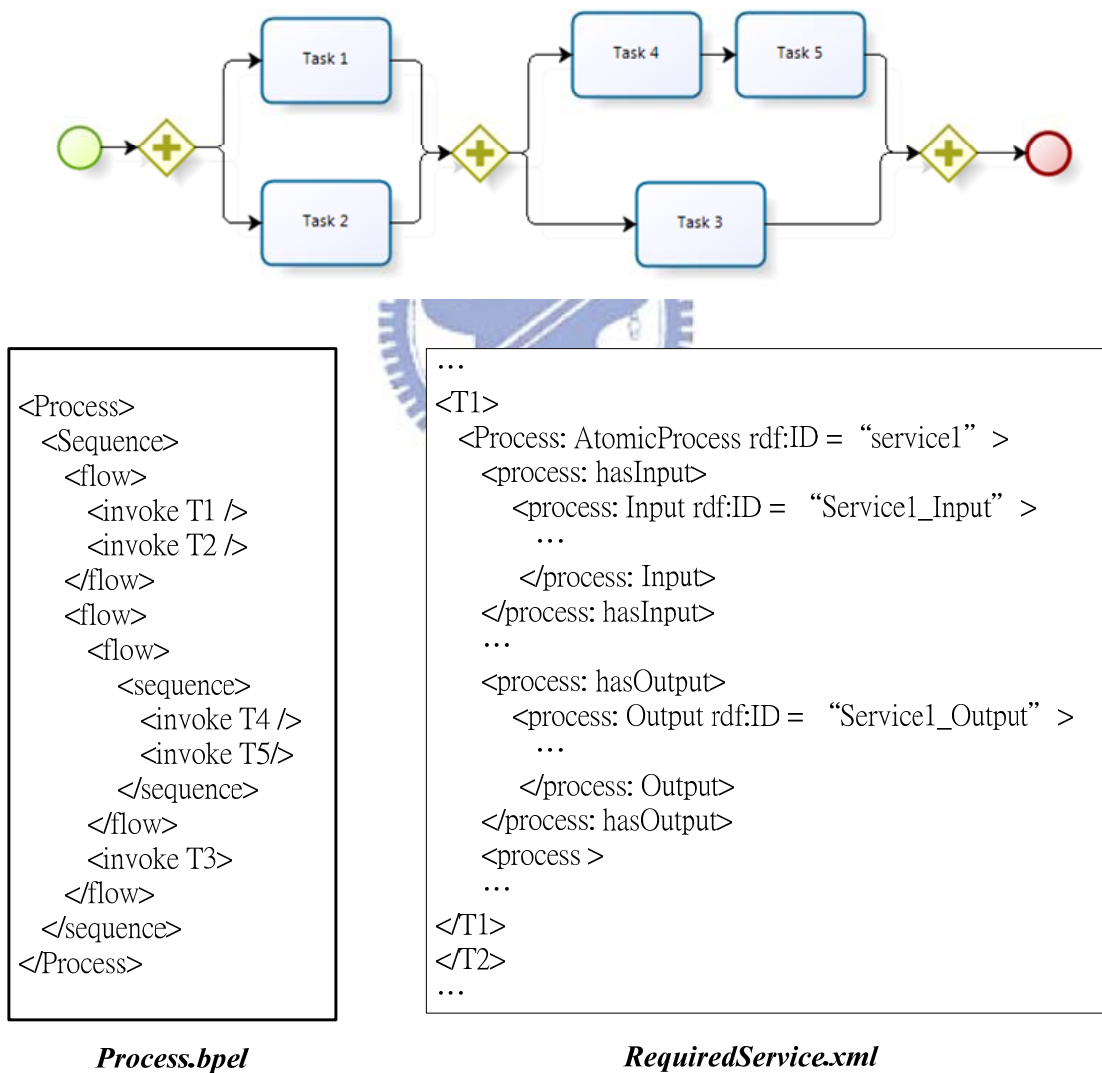 Task 1
Task 4
Task 5
Task 2
Task 3
<Process>
<Sequence>
<flow>
<invoke T1 />
<invoke T2 />
</flow>
<flow>
<flow>
<sequence>
<invoke T4 />
<invoke T5/>
</sequence>
</flow>
<invoke T3>
</flow>
</sequence>
</Process>
Process.bpel
…
<T1>
<Process: AtomicProcess rdf:ID = “service1” >
<process: hasInput>
<process: Input rdf:ID = “Service1_Input” >
…
</process: Input>
</process: hasInput>
…
<process: hasOutput>
<process: Output rdf:ID = “Service1_Output” >
…
</process: Output>
</process: hasOutput>
<process >
…
</T1>
</T2>
…
RequiredService.xml